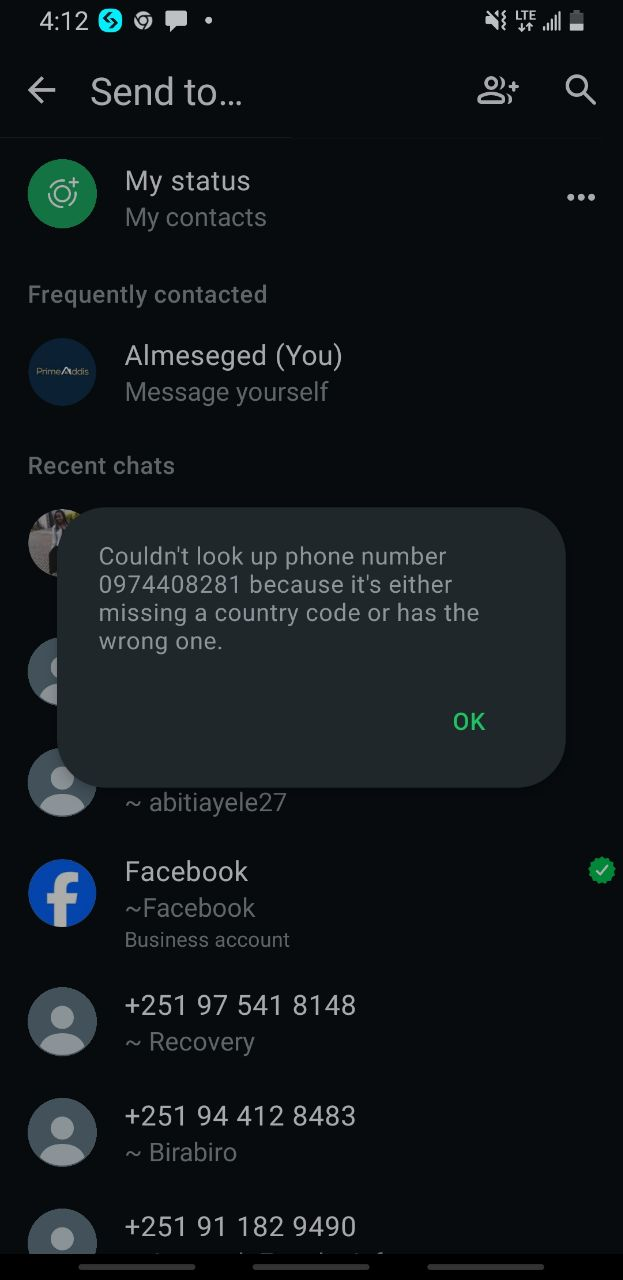 4:12
LTE
Send to...
My status
My contacts
Frequently contacted
PrimeAddis
Almeseged (You)
Message yourself
Recent chats
Couldn't look up phone number
0974408281 because it's either
missing a country code or has the
wrong one.
OK
~ abitiayele27
Facebook
~Facebook
Business account
+251 97 541 8148
~ Recovery
+251 94 412 8483
~ Birabiro
+251 91 182 9490